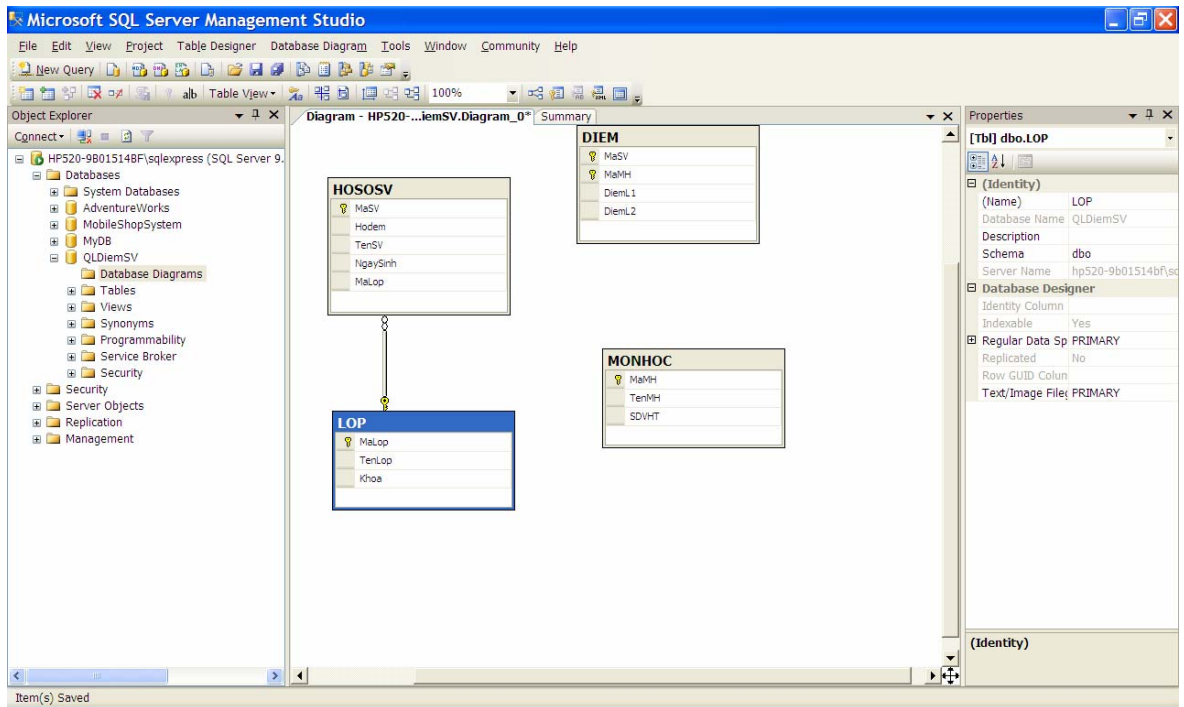 Microsoft SQL Server Management Studio
File Edit View Project Table Designer Database Diagram Tools Window Community Help
New Query
Table View 100%
Object Explorer
Connect
HP520-9B01514BF\sqlexpress (SQL Server 9.
Databases
System Databases
AdventureWorks
MobileShopSystem
MyDB
QLDiemSV
Database Diagrams
Tables
Views
Synonyms
Programmability
Service Broker
Security
Security
Server Objects
Replication
Management
Diagram - HP520-...iemSV.Diagram_0* Summary
DIEM
MaSV
MaMH
DiemL1
DiemL2
HOSOSV
MaSV
Hodem
TenSV
NgaySinh
MaLop
MONHOC
MaMH
TenMH
SDVHT
LOP
MaLop
TenLop
Khoa
Properties
[Tbl] dbo.LOP
(Identity)
(Name) LOP
Database Name QLDiemSV
Description
Schema dbo
Server Name hp520-9b01514bf\sq
Database Designer
Identity Column
Indexable Yes
Regular Data Sp PRIMARY
Replicated No
Row GUID Colum
Text/Image Fileg PRIMARY
(Identity)
Item(s) Saved